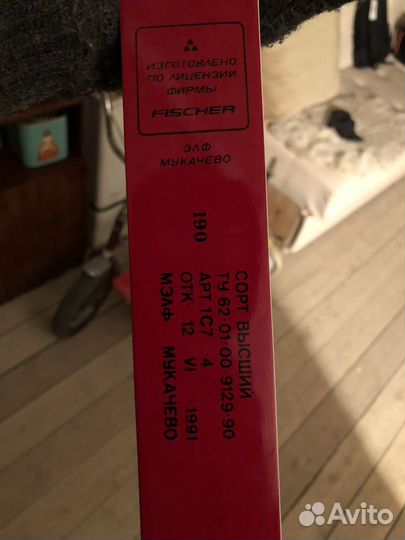 ИЗГОТОВЛЕНО
ПО ЛИЦЕНЗИИ
ФИРМЫ
FISCHER
ЭЛФ
МУКАЧЕВО
190
СОРТ ВЫСШИЙ
ТУ 62-01-00-9129-90
АРТ 1С7 4
ОТК 12 VI 1991
МЭЛФ МУКАЧЕВО
Avito